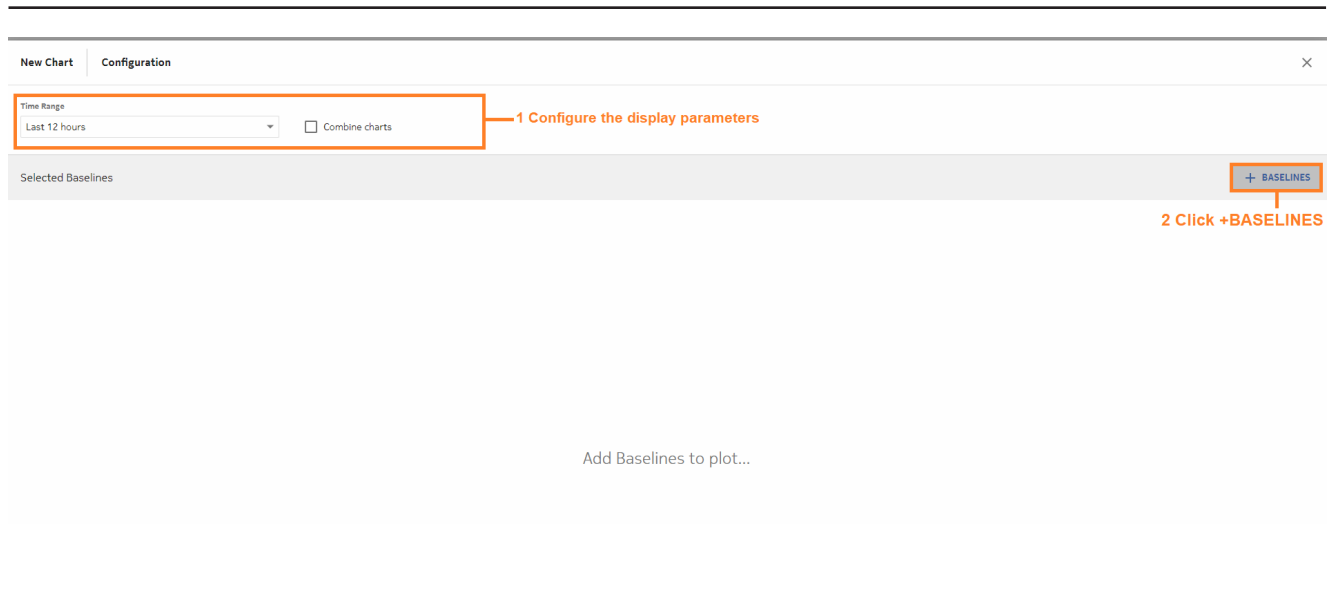 New Chart Configuration
Time Range
Last 12 hours Combine charts
1 Configure the display parameters
Selected Baselines + BASELINES
2 Click +BASELINES
Add Baselines to plot...